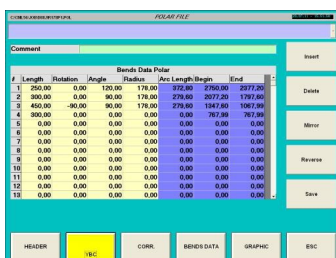 POLAR FILE
Comment
Insert
Bends Data Polar
# Length Rotation Angle Radius Arc Length Begin End
1 250,00 0,00 120,00 178,00 372,80 2750,00 2377,20
2 300,00 0,00 90,00 178,00 279,60 2077,20 1797,60
3 450,00 -90,00 90,00 178,00 279,60 1347,60 1067,99
4 300,00 0,00 0,00 178,00 0,00 767,99 767,99
5 0,00 0,00 0,00 0,00 0,00 0,00 0,00
6 0,00 0,00 0,00 0,00 0,00 0,00 0,00
7 0,00 0,00 0,00 0,00 0,00 0,00 0,00
8 0,00 0,00 0,00 0,00 0,00 0,00 0,00
9 0,00 0,00 0,00 0,00 0,00 0,00 0,00
10 0,00 0,00 0,00 0,00 0,00 0,00 0,00
11 0,00 0,00 0,00 0,00 0,00 0,00 0,00
12 0,00 0,00 0,00 0,00 0,00 0,00 0,00
13 0,00 0,00 0,00 0,00 0,00 0,00 0,00
Delete
Mirror
Reverse
Save
HEADER YBC CORR. BENDS DATA GRAPHIC ESC